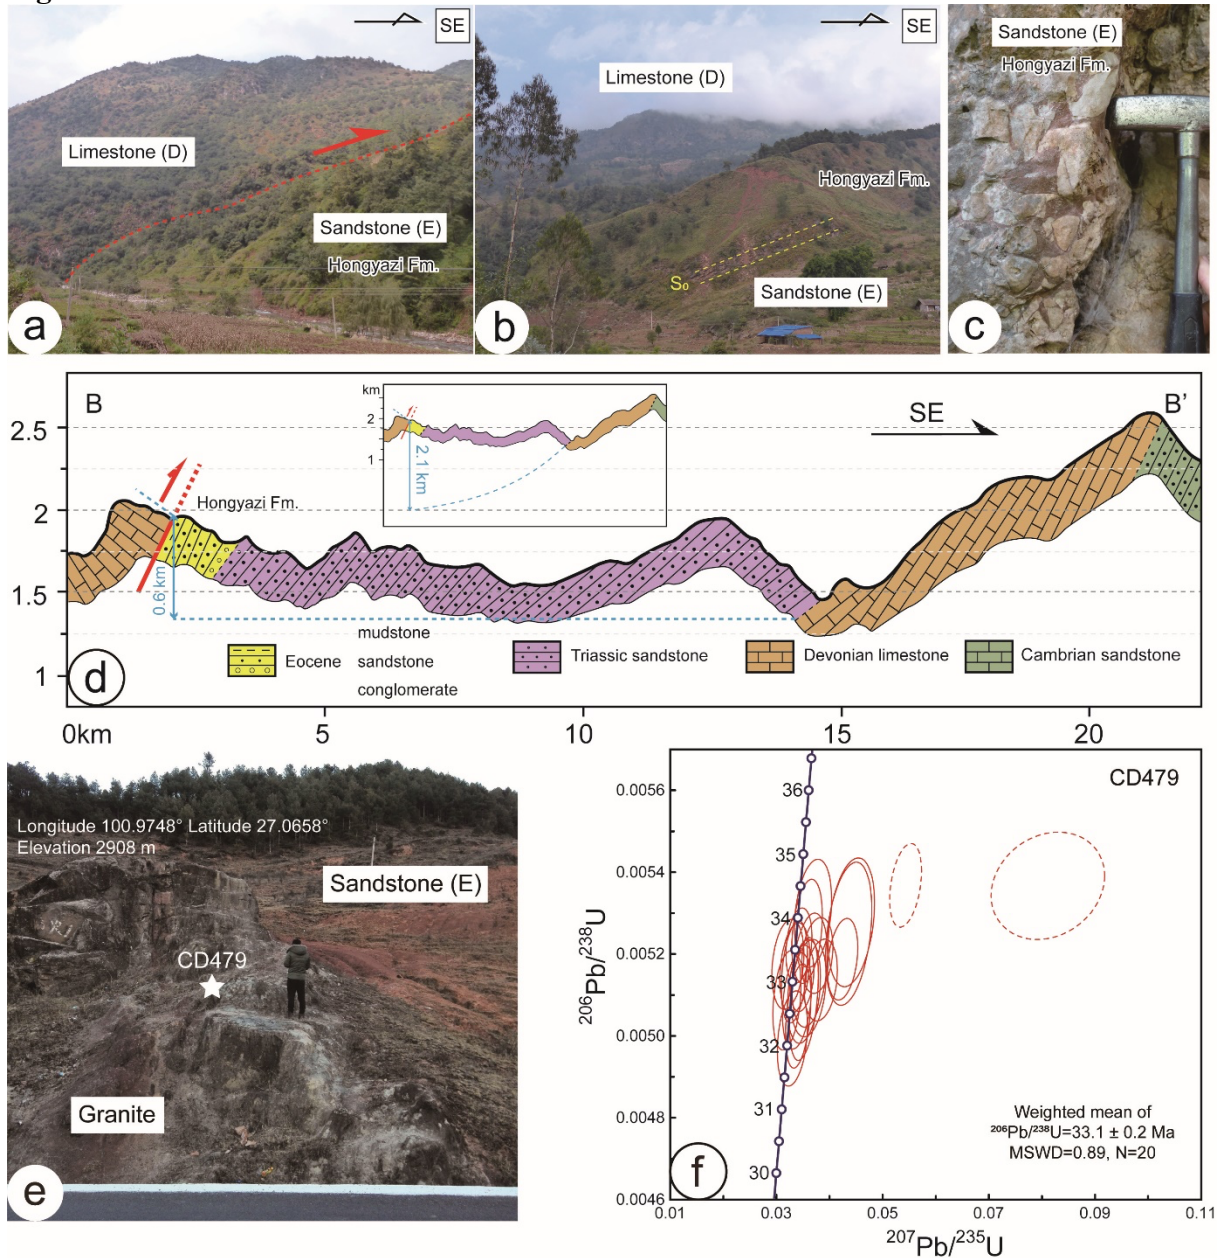 SE
Limestone (D)
Sandstone (E)
Hongyazi Fm.
a
SE
Limestone (D)
Hongyazi Fm.
S₀
Sandstone (E)
b
Sandstone (E)
Hongyazi Fm.
c
B
B'
SE
km
2
1
2.1 km
2.5
2
1.5
1
Hongyazi Fm.
0.6 km
Eocene
mudstone
sandstone
conglomerate
Triassic sandstone
Devonian limestone
Cambrian sandstone
d
0km
5
10
15
20
Longitude 100.9748° Latitude 27.0658°
Elevation 2908 m
Sandstone (E)
CD479
Granite
e
CD479
0.0056
0.0054
0.0052
0.0050
0.0048
0.0046
²⁰⁶Pb/²³⁸U
36
35
34
33
32
31
30
Weighted mean of
²⁰⁶Pb/²³⁸U=33.1 ± 0.2 Ma
MSWD=0.89, N=20
f
0.01
0.03
0.05
0.07
0.09
0.11
²⁰⁷Pb/²³⁵U